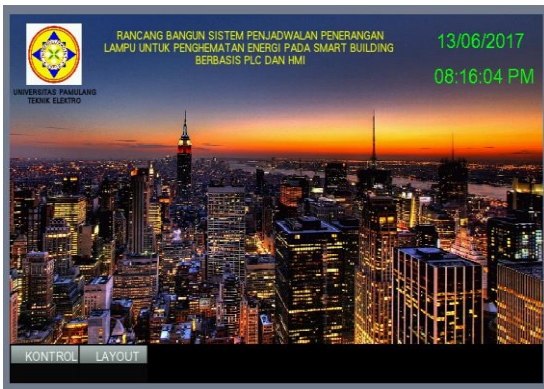 RANCANG BANGUN SISTEM PENJADWALAN PENERANGAN
LAMPU UNTUK PENGHEMATAN ENERGI PADA SMART BUILDING
BERBASIS PLC DAN HMI
13/06/2017
08:16:04 PM
UNIVERSITAS PAMULANG
TEKNIK ELEKTRO
KONTROL
LAYOUT